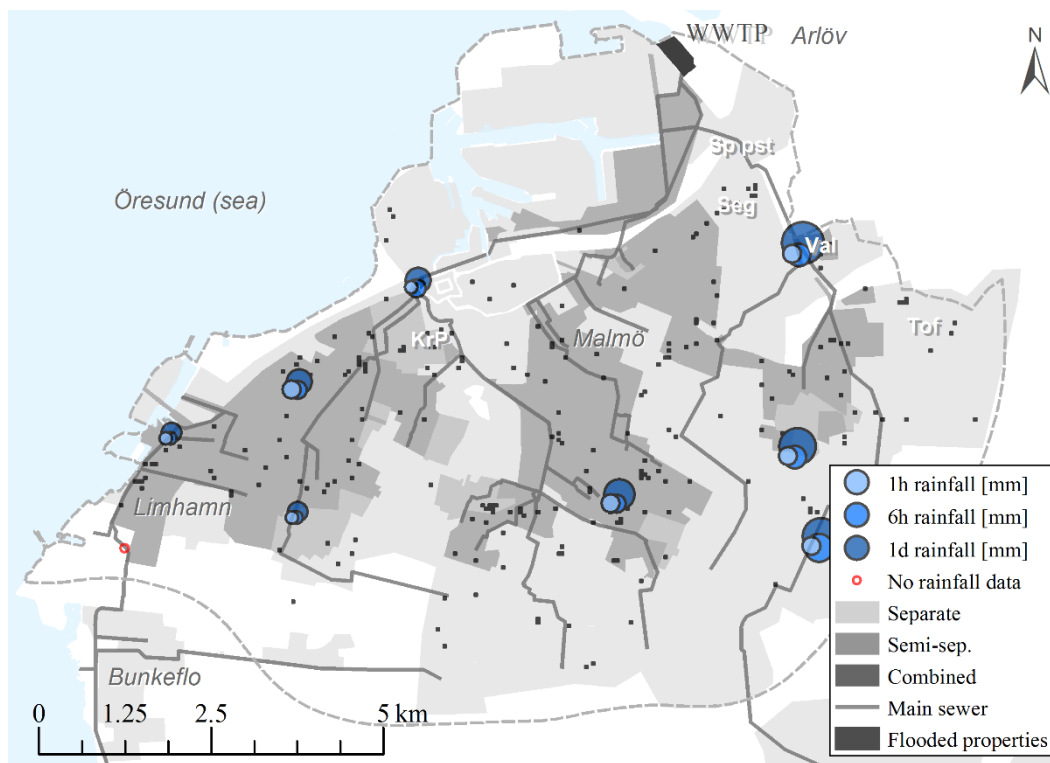 WWTP
Arlöv
N
Sp pst
Öresund (sea)
Seg
Val
Tof
KrP
Malmö
Limhamn
Bunkeflo
0 1.25 2.5 5 km
1h rainfall [mm]
6h rainfall [mm]
1d rainfall [mm]
No rainfall data
Separate
Semi-sep.
Combined
Main sewer
Flooded properties